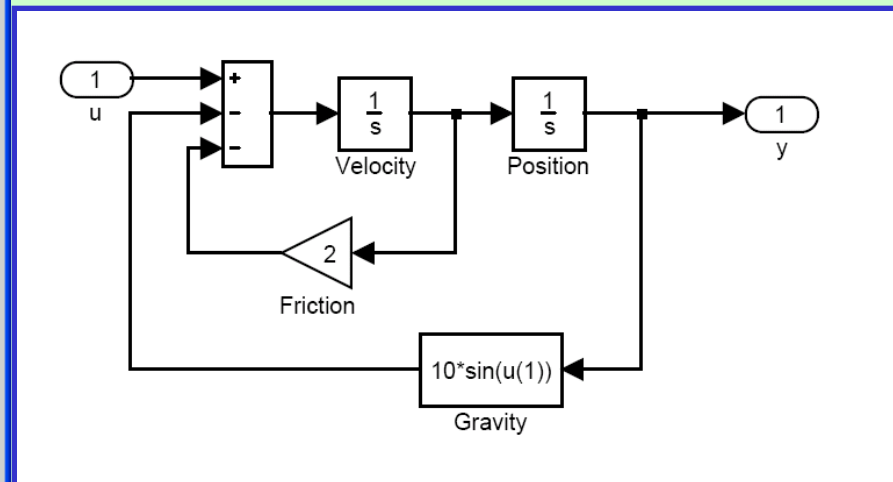 1
u
+
−
−
1
s
Velocity
1
s
Position
1
y
2
Friction
10*sin(u(1))
Gravity